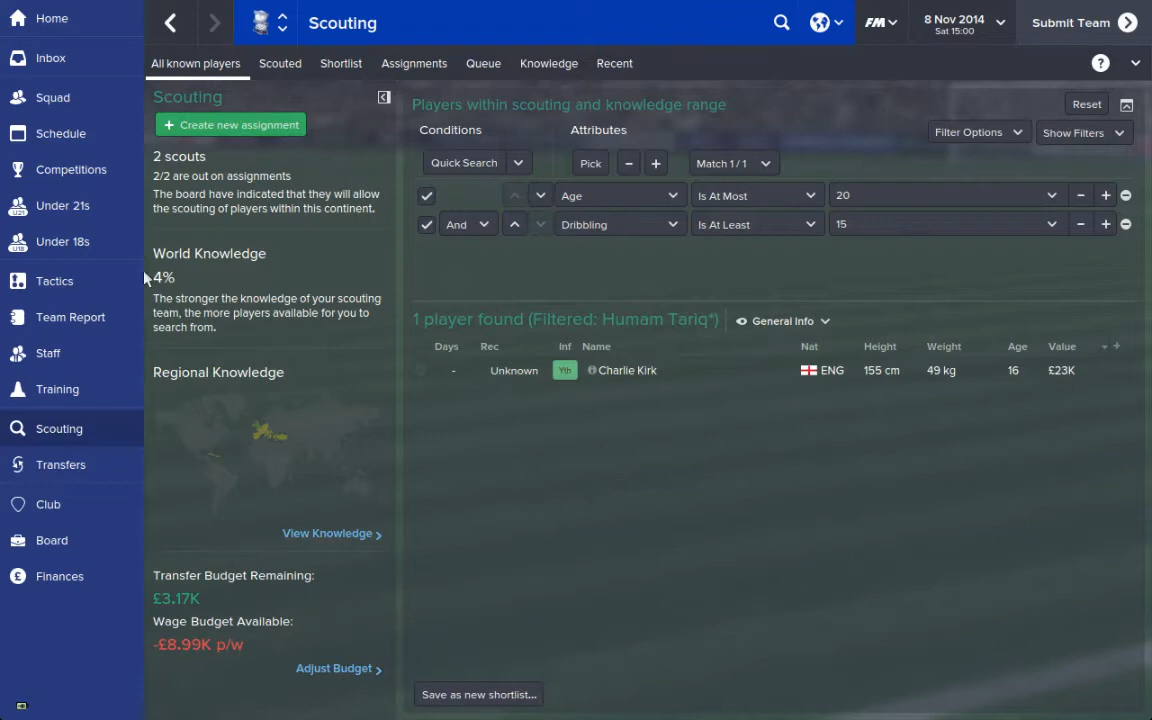 Home
Inbox
Squad
Schedule
Competitions
Under 21s
Under 18s
Tactics
Team Report
Staff
Training
Scouting
Transfers
Club
Board
Finances
Scouting
FM
8 Nov 2014
Sat 15:00
Submit Team
All known players
Scouted
Shortlist
Assignments
Queue
Knowledge
Recent
?
Scouting
+ Create new assignment
2 scouts
2/2 are out on assignments
The board have indicated that they will allow
the scouting of players within this continent.
World Knowledge
4%
The stronger the knowledge of your scouting
team, the more players available for you to
search from.
Regional Knowledge
View Knowledge
Transfer Budget Remaining:
£3.17K
Wage Budget Available:
-£8.99K p/w
Adjust Budget
Players within scouting and knowledge range
Reset
Conditions
Attributes
Filter Options
Show Filters
Quick Search
Pick
Match 1 / 1
Age
Is At Most
20
And
Dribbling
Is At Least
15
1 player found (Filtered: Humam Tariq*)
General Info
Days
Rec
Inf
Name
Nat
Height
Weight
Age
Value
-
Unknown
Yth
Charlie Kirk
ENG
155 cm
49 kg
16
£23K
Save as new shortlist...